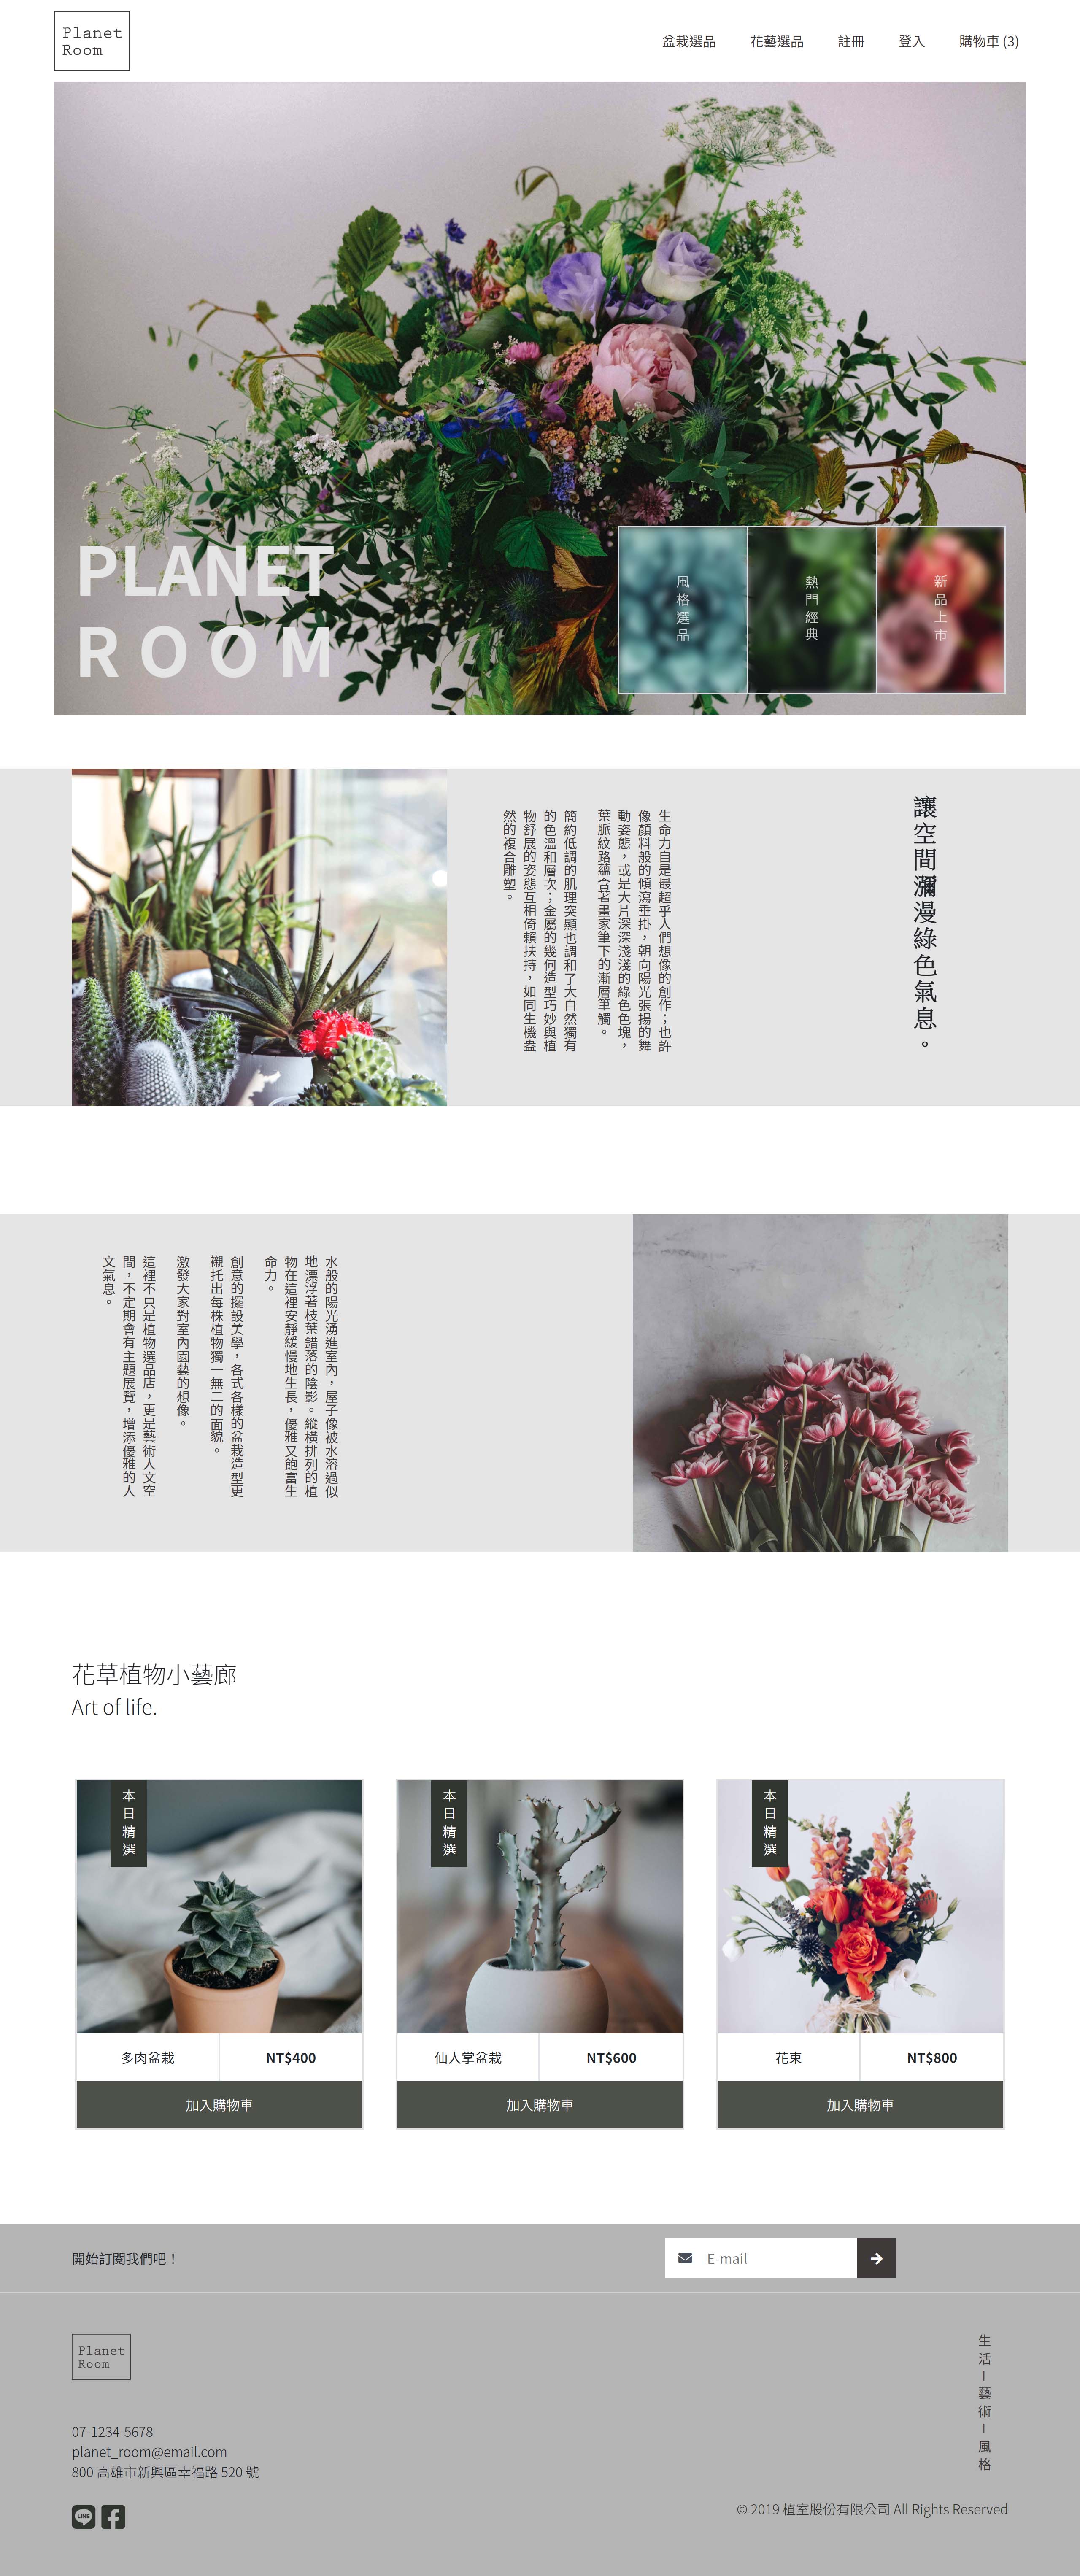 Planet
Room
盆栽選品
花藝選品
註冊
登入
購物車 (3)
PLANET
ROOM
風格選品
熱門經典
新品上市
讓空間瀰漫綠色氣息。
生命力自是最超乎人們想像的創作；也許
像顏料般的傾瀉垂掛，朝向陽光張揚的舞
動姿態，或是大片深深淺淺的綠色色塊，
葉脈紋路蘊含著畫家筆下的漸層筆觸。
簡約低調的肌理突顯也調和了大自然獨有
的色溫和層次；金屬的幾何造型巧妙與植
物舒展的姿態互相倚賴扶持，如同生機盎
然的複合雕塑。
水般的陽光湧進室內，屋子像被水溶過似
地漂浮著枝葉錯落的陰影。縱橫排列的植
物在這裡安靜緩慢地生長，優雅又飽富生
命力。
創意的擺設美學，各式各樣的盆栽造型更
襯托出每株植物獨一無二的面貌。
激發大家對室內園藝的想像。
這裡不只是植物選品店，更是藝術人文空
間，不定期會有主題展覽，增添優雅的人
文氣息。
花草植物小藝廊
Art of life.
本日精選
多肉盆栽
NT$400
加入購物車
本日精選
仙人掌盆栽
NT$600
加入購物車
本日精選
花束
NT$800
加入購物車
開始訂閱我們吧！
E-mail
Planet
Room
生活－藝術－風格
07-1234-5678
planet_room@email.com
800 高雄市新興區幸福路 520 號
LINE
© 2019 植室股份有限公司 All Rights Reserved